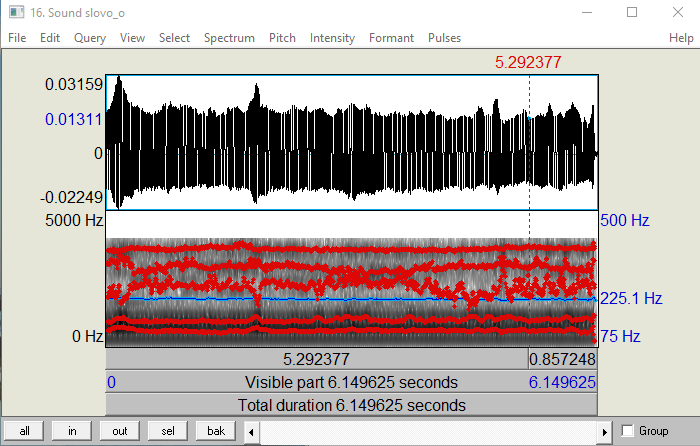 16. Sound slovo_o
File Edit Query View Select Spectrum Pitch Intensity Formant Pulses Help
5.292377
0.03159
0.01311
0
-0.02249
5000 Hz 500 Hz
225.1 Hz
0 Hz 75 Hz
5.292377 0.857248
0 Visible part 6.149625 seconds 6.149625
Total duration 6.149625 seconds
all in out sel bak Group